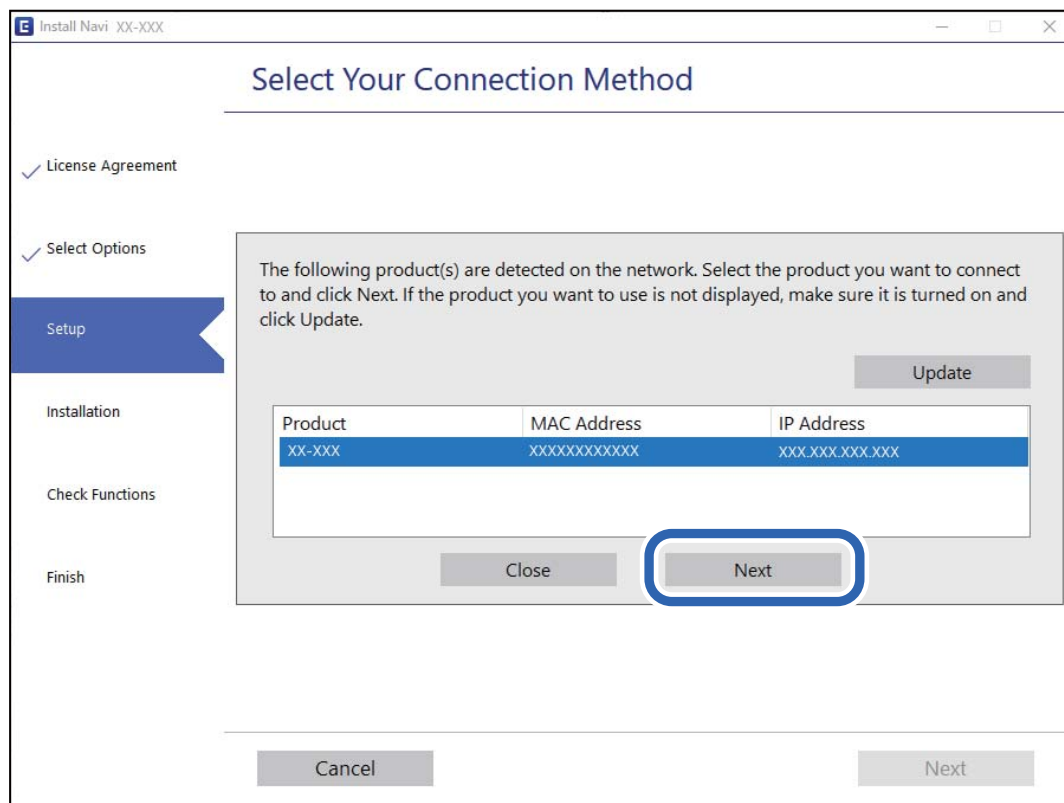 E Install Navi XX-XXX
Select Your Connection Method
License Agreement
Select Options
Setup
Installation
Check Functions
Finish
The following product(s) are detected on the network. Select the product you want to connect
to and click Next. If the product you want to use is not displayed, make sure it is turned on and
click Update.
Update
Product MAC Address IP Address
XX-XXX XXXXXXXXXXXX XXX.XXX.XXX.XXX
Close Next
Cancel Next